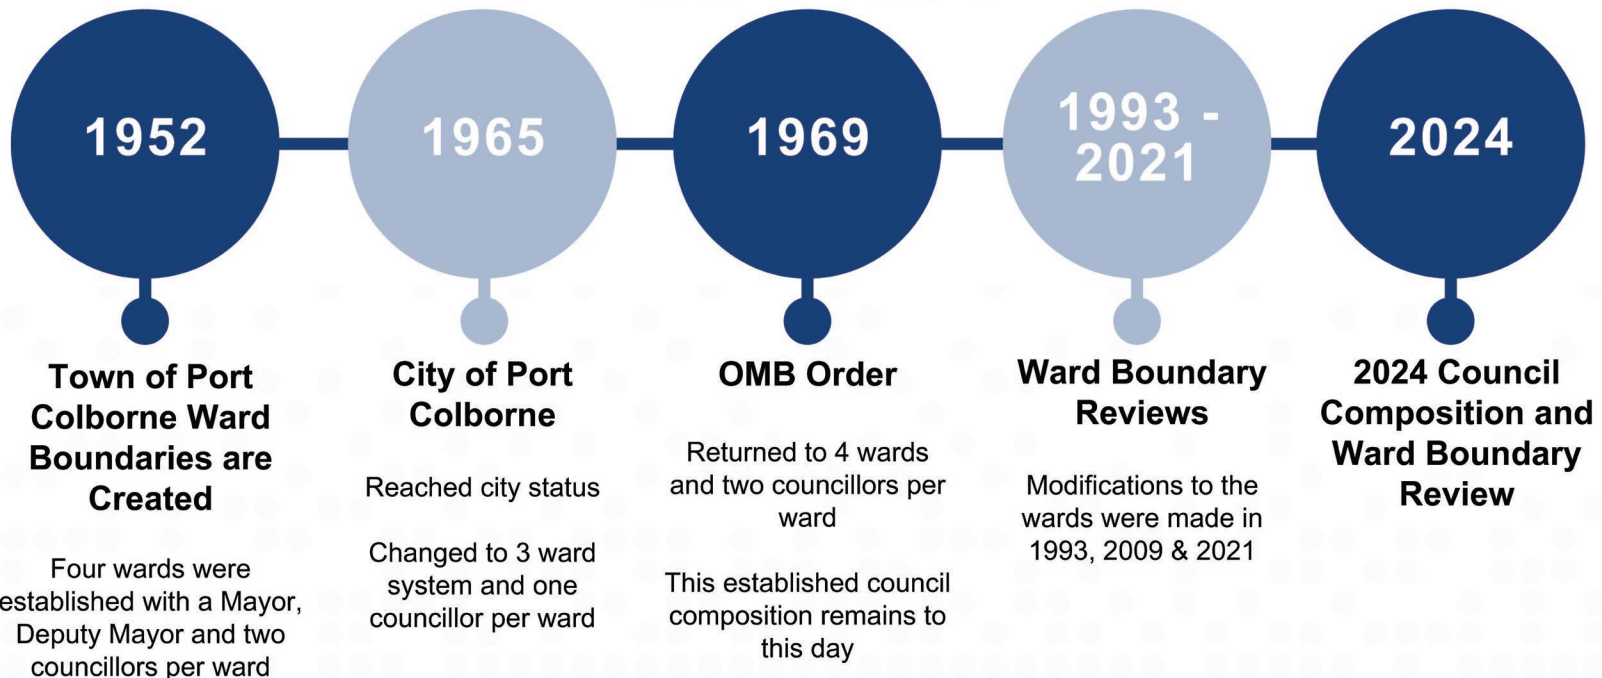 1952
1965
1969
1993 -
2021
2024
Town of Port
Colborne Ward
Boundaries are
Created
Four wards were
established with a Mayor,
Deputy Mayor and two
councillors per ward
City of Port
Colborne
Reached city status
Changed to 3 ward
system and one
councillor per ward
OMB Order
Returned to 4 wards
and two councillors per
ward
This established council
composition remains to
this day
Ward Boundary
Reviews
Modifications to the
wards were made in
1993, 2009 & 2021
2024 Council
Composition and
Ward Boundary
Review